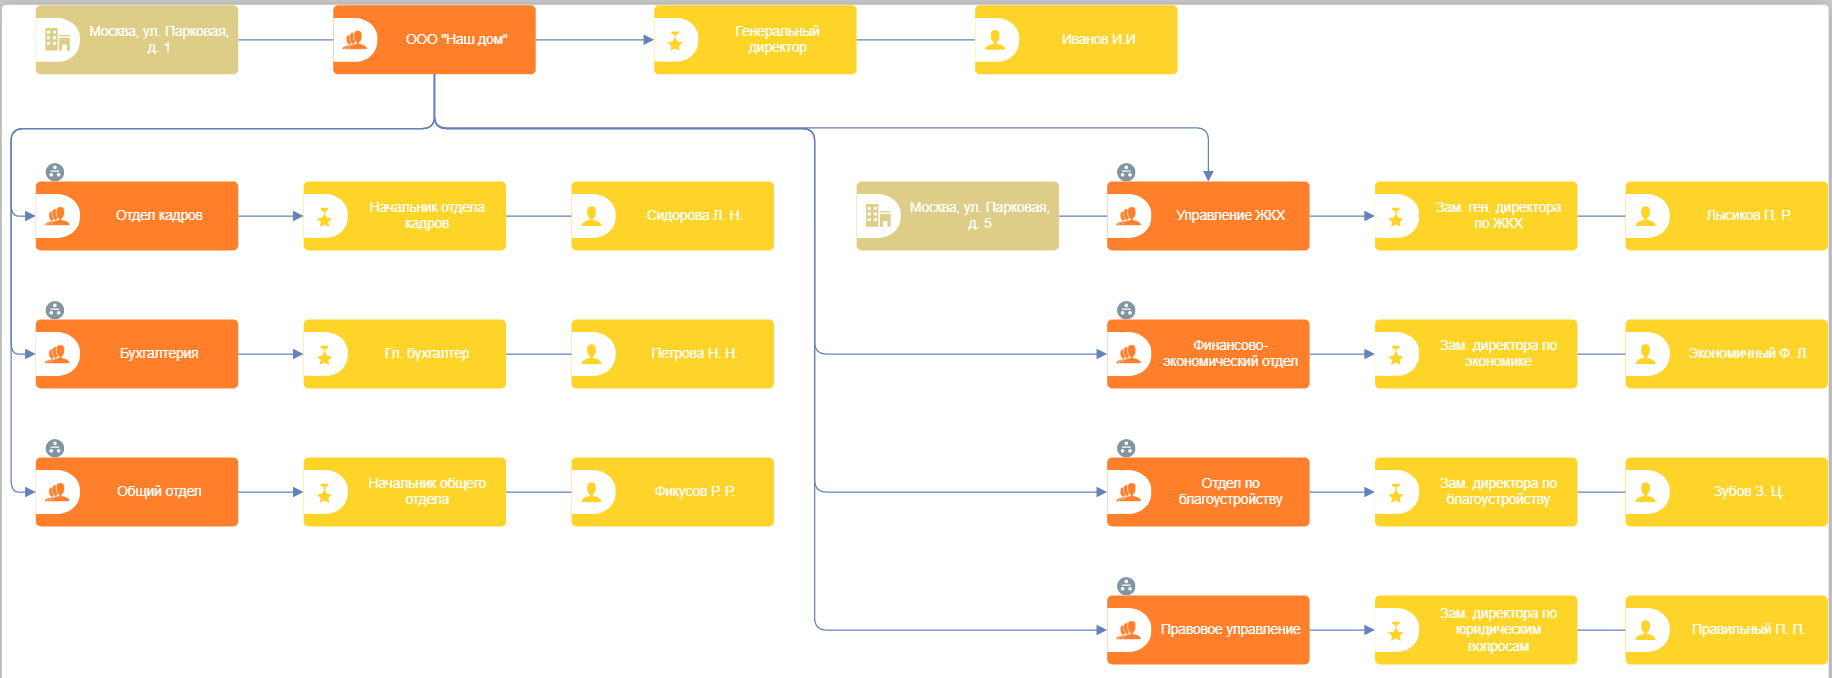 Москва, ул. Парковая,
д. 1
ООО "Наш дом"
Генеральный
директор
Иванов И.И
Отдел кадров
Начальник отдела
кадров
Сидорова Л. Н.
Москва, ул. Парковая,
д. 5
Управление ЖКХ
Зам. ген. директора
по ЖКХ
Лысиков П. Р.
Бухгалтерия
Гл. бухгалтер
Петрова Н. Н.
Финансово-
экономический отдел
Зам. директора по
экономике
Экономичный Ф. Л.
Общий отдел
Начальник общего
отдела
Фикусов Р. Р.
Отдел по
благоустройству
Зам. директора по
благоустройству
Зубов З. Ц.
Правовое управление
Зам. директора по
юридическим
вопросам
Правильный П. П.